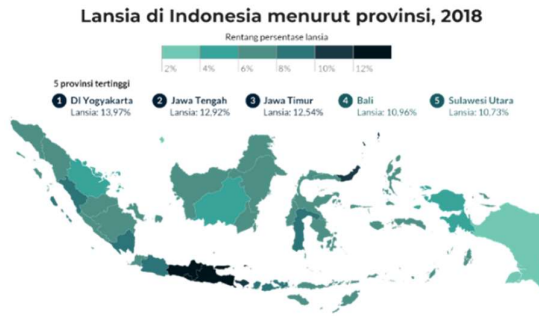 Lansia di Indonesia menurut provinsi, 2018
Rentang persentase lansia
2% 4% 6% 8% 10% 12%
5 provinsi tertinggi
1 DI Yogyakarta
Lansia: 13,97%
2 Jawa Tengah
Lansia: 12,92%
3 Jawa Timur
Lansia: 12,54%
4 Bali
Lansia: 10,96%
5 Sulawesi Utara
Lansia: 10,73%